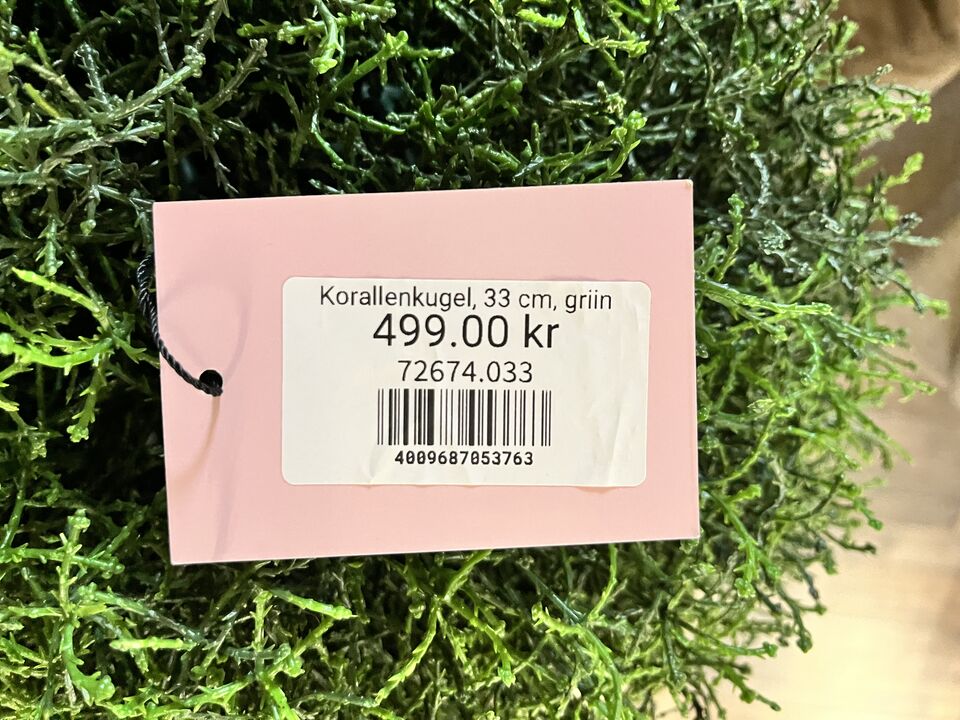 Korallenkugel, 33 cm, griin
499.00 kr
72674.033
4009687053763